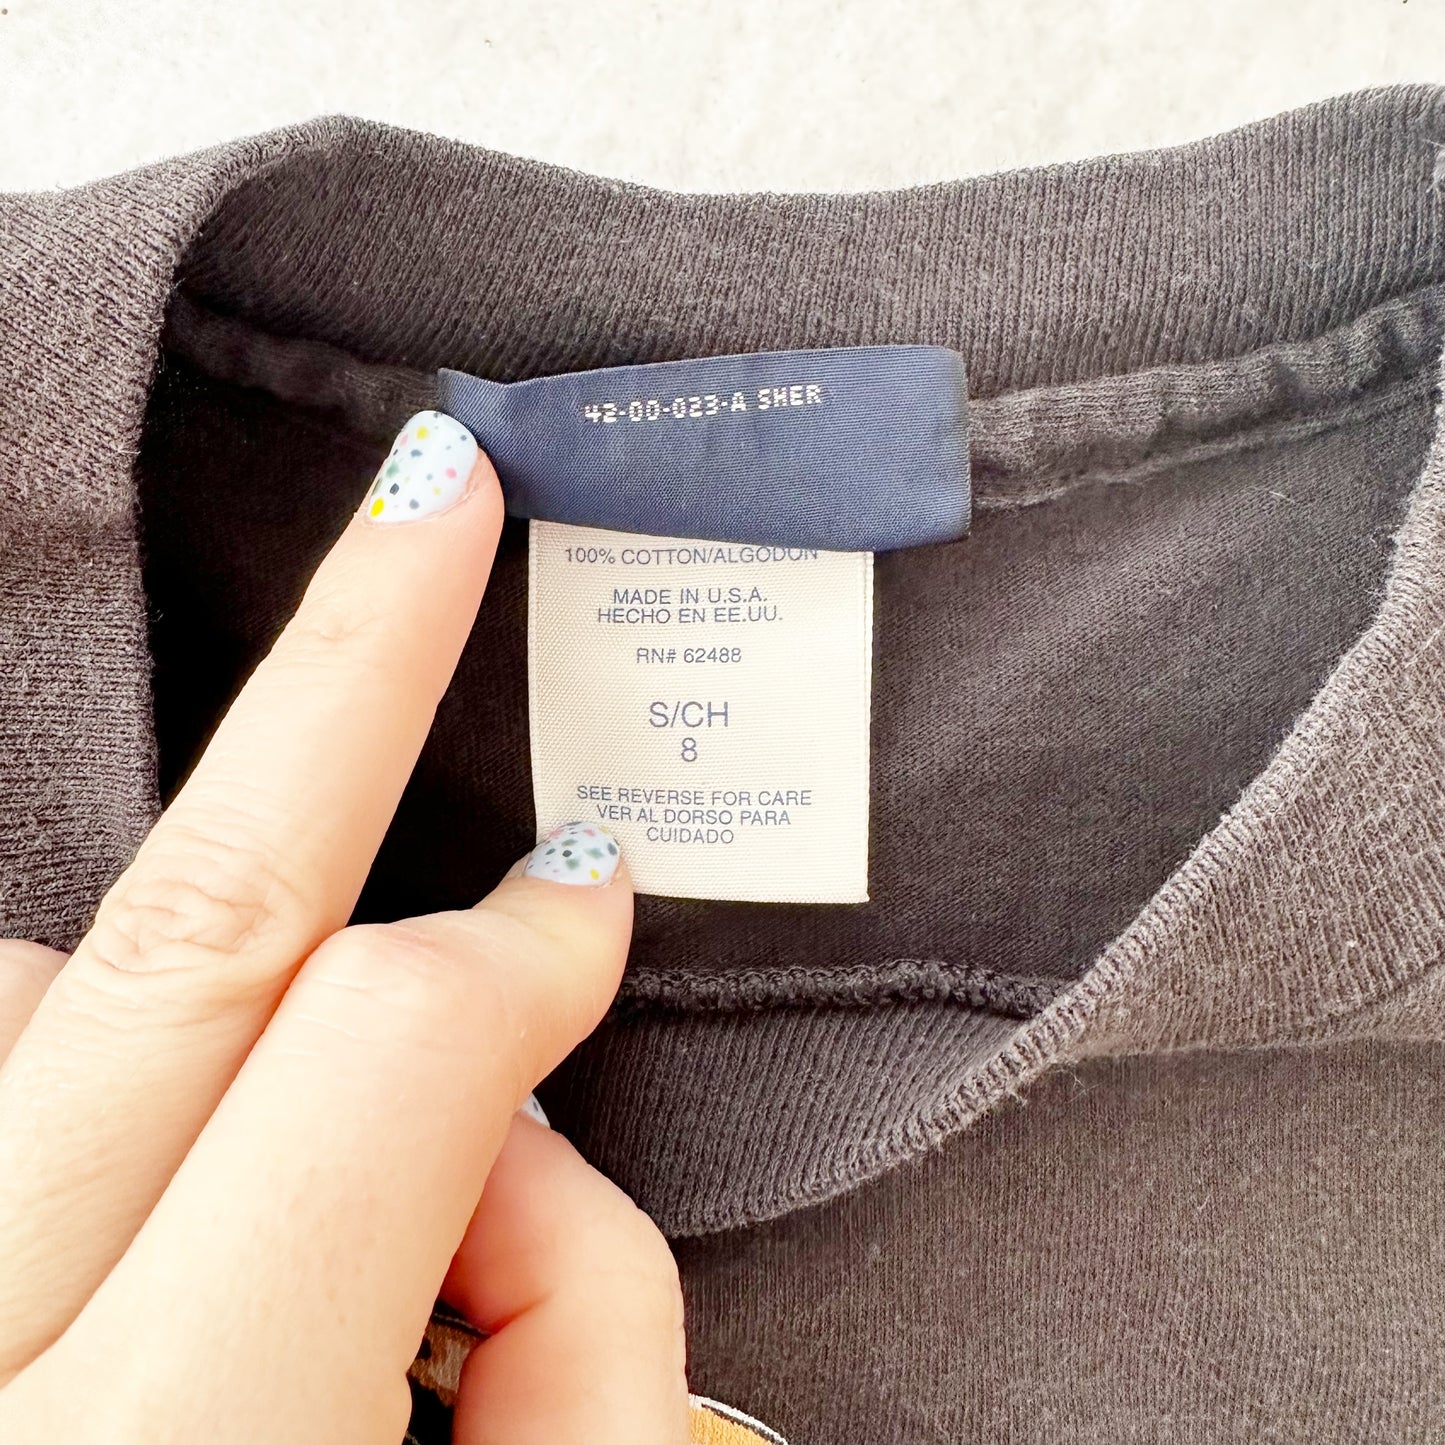 42-00-023-A SHER
100% COTTON/ALGODON
MADE IN U.S.A.
HECHO EN EE.UU.
RN# 62488
S/CH
8
SEE REVERSE FOR CARE
VER AL DORSO PARA
CUIDADO